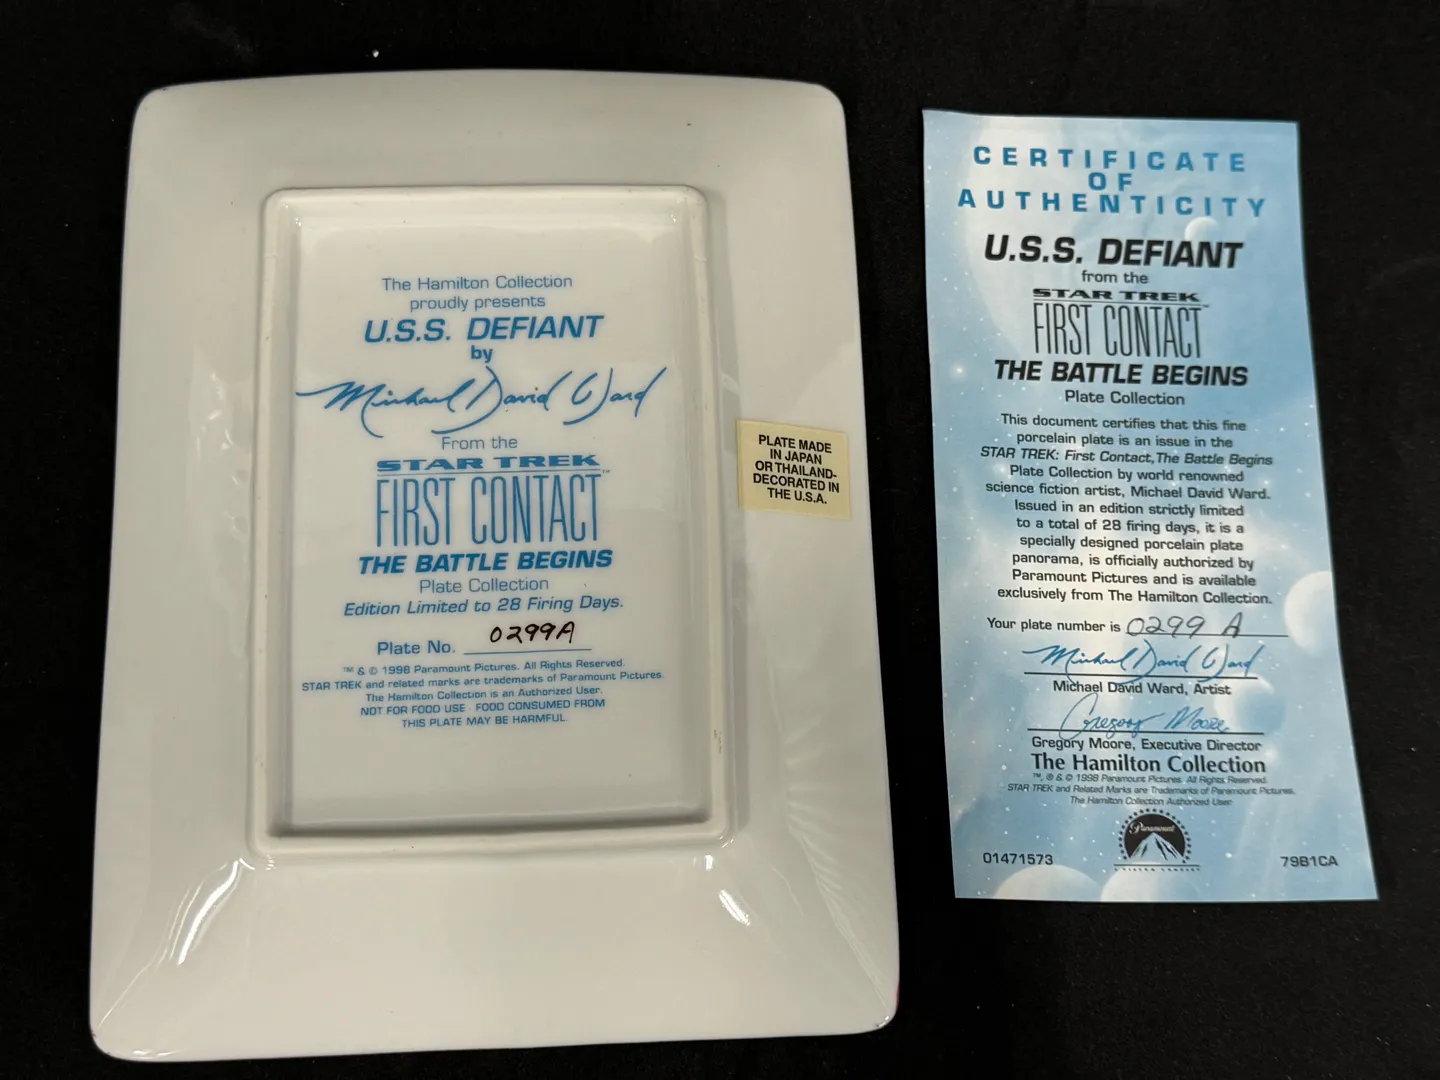 The Hamilton Collection
proudly presents
U.S.S. DEFIANT
by
Michael David Ward
From the
STAR TREK
FIRST CONTACT™
THE BATTLE BEGINS
Plate Collection
Edition Limited to 28 Firing Days.
Plate No. 0299A
™ & © 1998 Paramount Pictures. All Rights Reserved.
STAR TREK and related marks are trademarks of Paramount Pictures.
The Hamilton Collection is an Authorized User.
NOT FOR FOOD USE - FOOD CONSUMED FROM
THIS PLATE MAY BE HARMFUL.
PLATE MADE
IN JAPAN
OR THAILAND-
DECORATED IN
THE U.S.A.
CERTIFICATE
OF
AUTHENTICITY
U.S.S. DEFIANT
from the
STAR TREK
FIRST CONTACT™
THE BATTLE BEGINS
Plate Collection
This document certifies that this fine
porcelain plate is an issue in the
STAR TREK: First Contact, The Battle Begins
Plate Collection by world renowned
science fiction artist, Michael David Ward.
Issued in an edition strictly limited
to a total of 28 firing days, it is a
specially designed porcelain plate
panorama, is officially authorized by
Paramount Pictures and is available
exclusively from The Hamilton Collection.
Your plate number is 0299 A
Michael David Ward
Michael David Ward, Artist
Gregory Moore
Gregory Moore, Executive Director
The Hamilton Collection
™, ® & © 1998 Paramount Pictures. All Rights Reserved.
STAR TREK and Related Marks are Trademarks of Paramount Pictures.
The Hamilton Collection Authorized User
Paramount
01471573
79B1CA